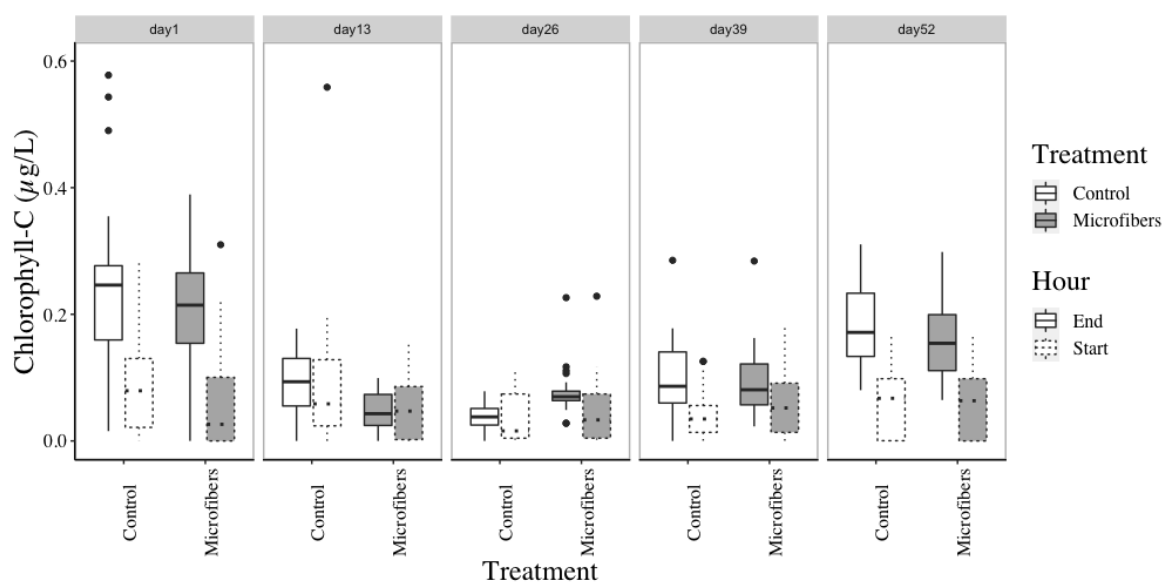 day1 day13 day26 day39 day52
Chlorophyll-C (µg/L)
0.6
0.4
0.2
0.0
Control Microfibers Control Microfibers Control Microfibers Control Microfibers Control Microfibers
Treatment
Treatment
Control
Microfibers
Hour
End
Start